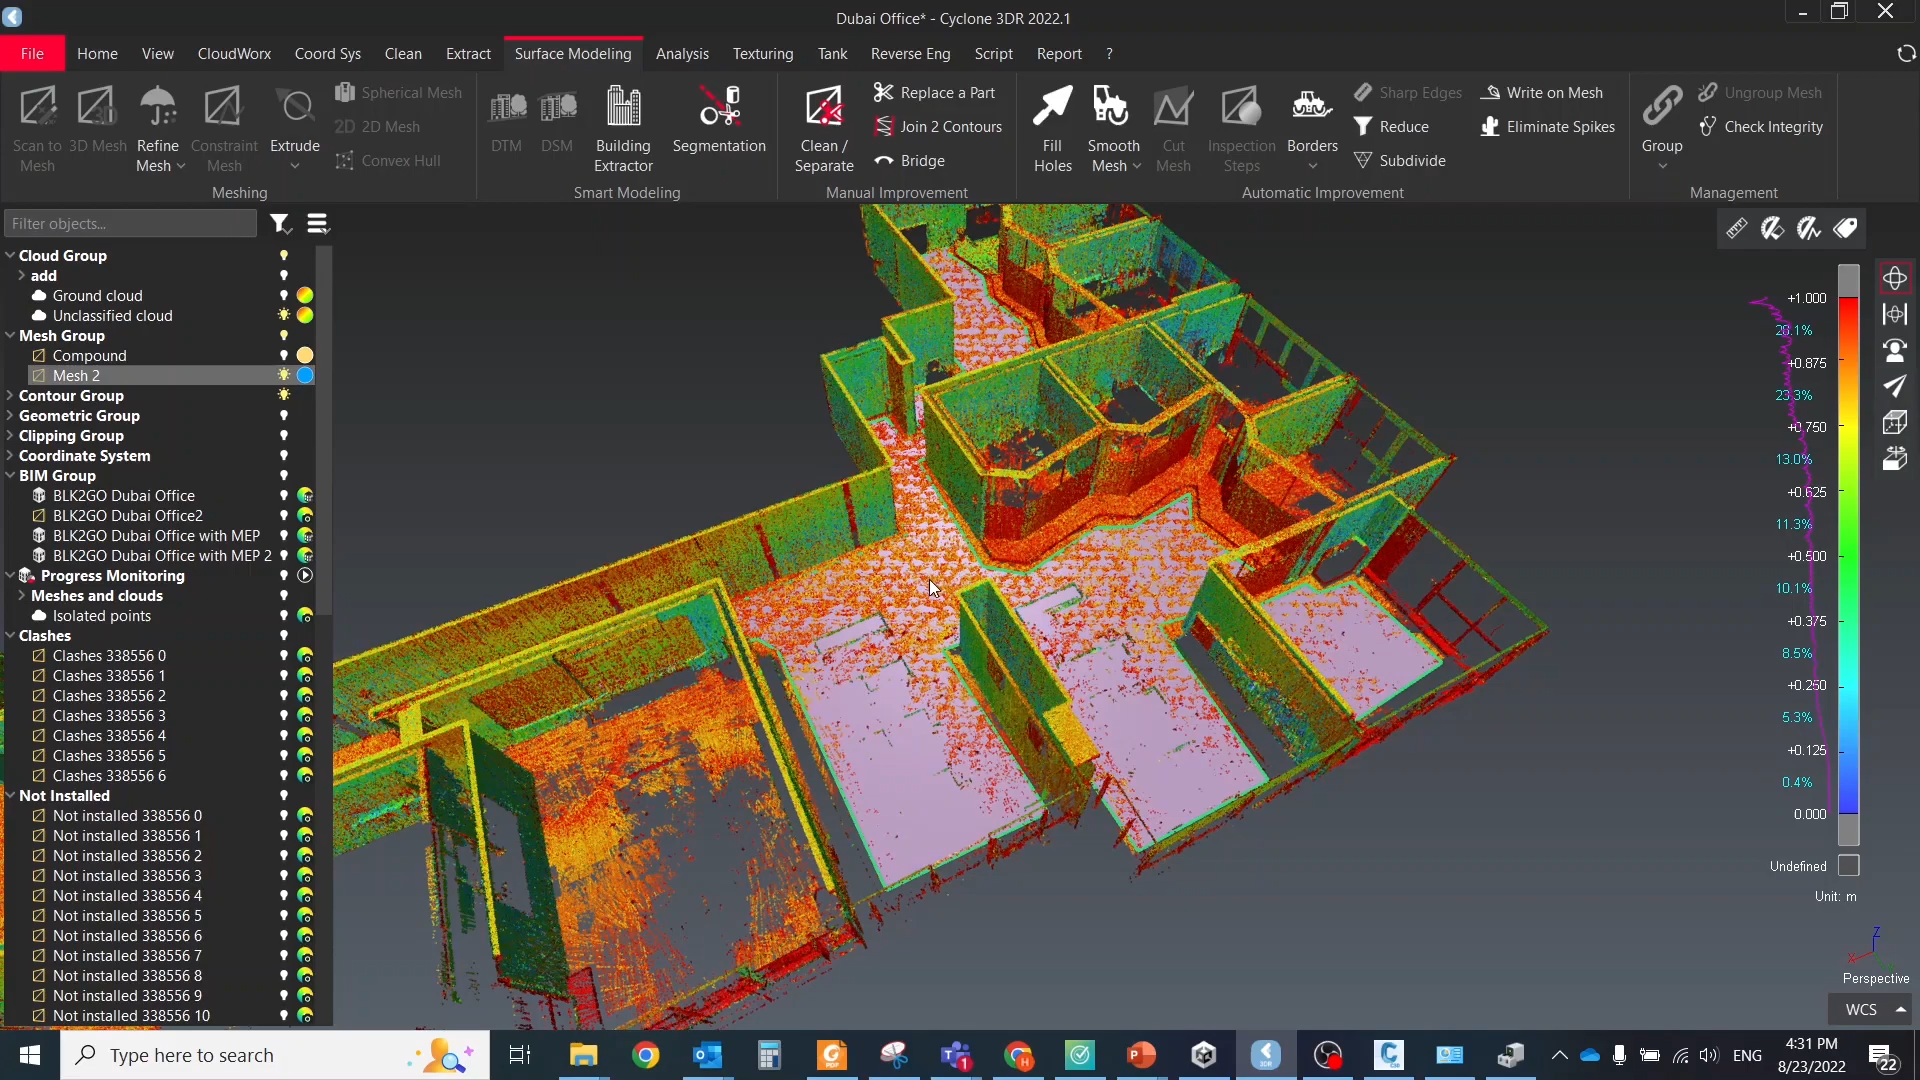 Dubai Office* - Cyclone 3DR 2022.1
File Home View CloudWorx Coord Sys Clean Extract Surface Modeling Analysis Texturing Tank Reverse Eng Script Report ?
Scan to Mesh
3D Mesh
Refine Mesh
Constraint Mesh
Extrude
Spherical Mesh
2D Mesh
Convex Hull
Meshing
DTM
DSM
Building Extractor
Segmentation
Smart Modeling
Clean / Separate
Replace a Part
Join 2 Contours
Bridge
Manual Improvement
Fill Holes
Smooth Mesh
Cut Mesh
Inspection Steps
Borders
Sharp Edges
Reduce
Subdivide
Write on Mesh
Eliminate Spikes
Automatic Improvement
Group
Ungroup Mesh
Check Integrity
Management
Filter objects...
Cloud Group
add
Ground cloud
Unclassified cloud
Mesh Group
Compound
Mesh 2
Contour Group
Geometric Group
Clipping Group
Coordinate System
BIM Group
BLK2GO Dubai Office
BLK2GO Dubai Office2
BLK2GO Dubai Office with MEP
BLK2GO Dubai Office with MEP 2
Progress Monitoring
Meshes and clouds
Isolated points
Clashes
Clashes 338556 0
Clashes 338556 1
Clashes 338556 2
Clashes 338556 3
Clashes 338556 4
Clashes 338556 5
Clashes 338556 6
Not Installed
Not installed 338556 0
Not installed 338556 1
Not installed 338556 2
Not installed 338556 3
Not installed 338556 4
Not installed 338556 5
Not installed 338556 6
Not installed 338556 7
Not installed 338556 8
Not installed 338556 9
Not installed 338556 10
+1.000
+0.875
23.3%
+0.750
13.0%
+0.625
11.3%
+0.500
10.1%
+0.375
8.5%
+0.250
5.3%
+0.125
0.4%
0.000
Undefined
Unit: m
Z
X
Perspective
WCS
Type here to search
ENG
4:31 PM
8/23/2022
22